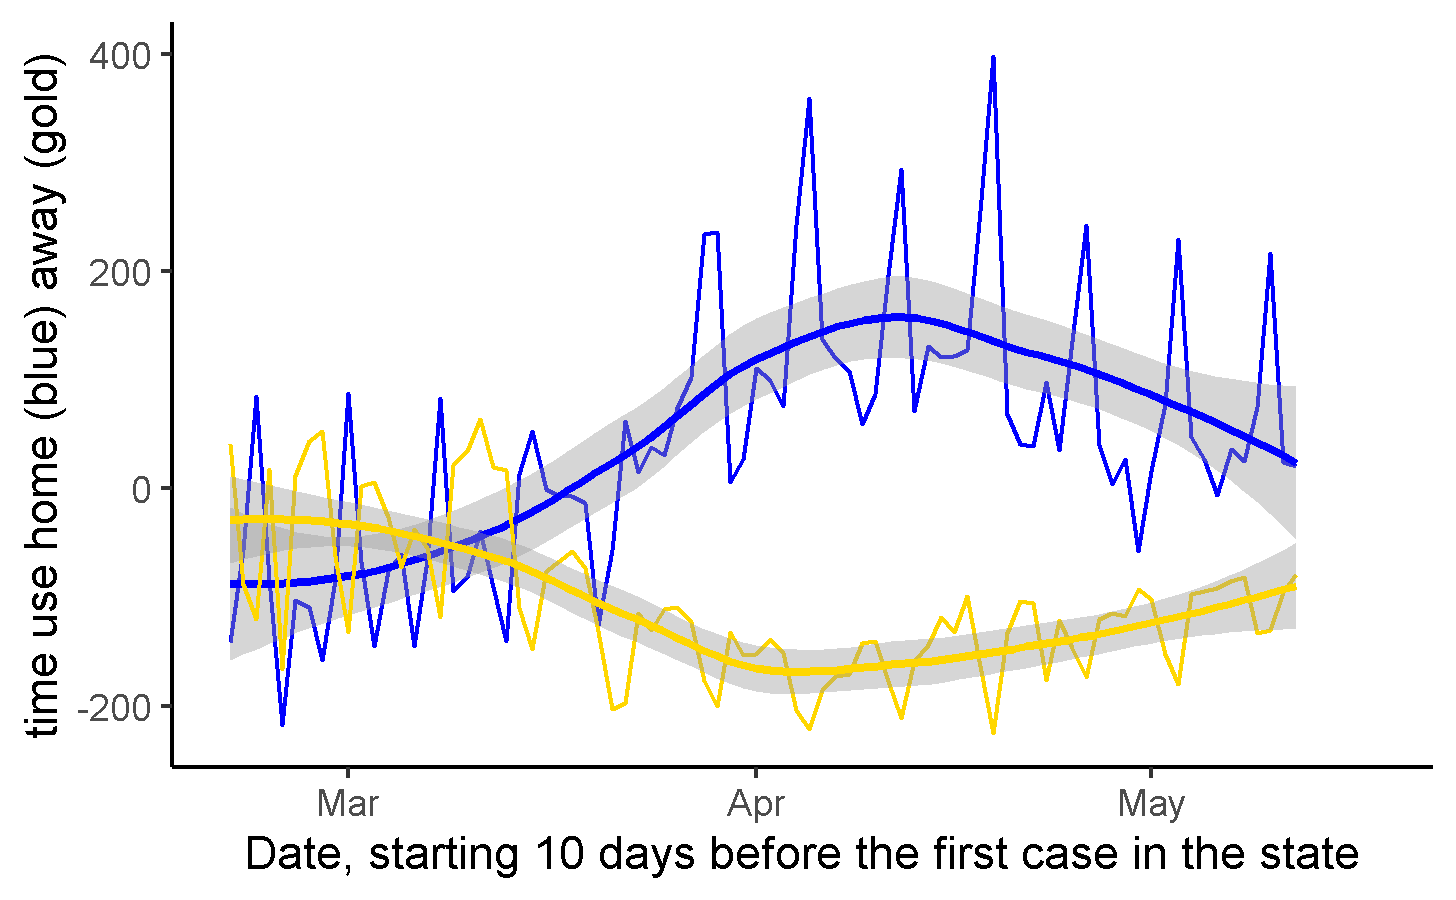 time use home (blue) away (gold)
400
200
0
-200
Mar Apr May
Date, starting 10 days before the first case in the state